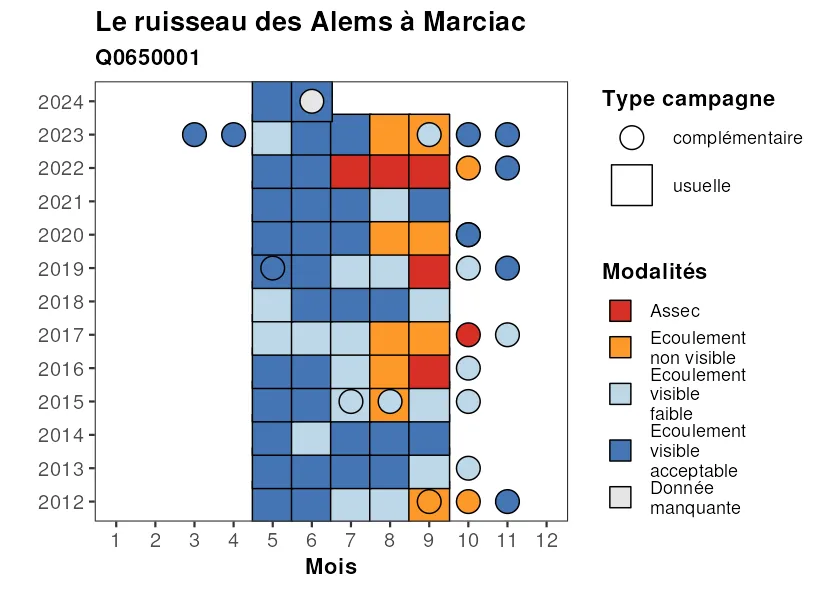 Le ruisseau des Alems à Marciac
Q0650001
2024
2023
2022
2021
2020
2019
2018
2017
2016
2015
2014
2013
2012
1 2 3 4 5 6 7 8 9 10 11 12
Mois
Type campagne
complémentaire
usuelle
Modalités
Assec
Ecoulement
non visible
Ecoulement
visible
faible
Ecoulement
visible
acceptable
Donnée
manquante